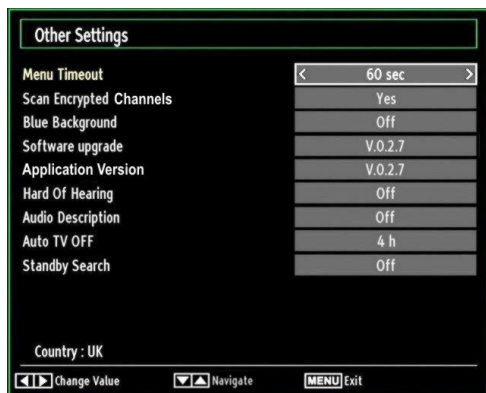 Other Settings
Menu Timeout < 60 sec >
Scan Encrypted Channels Yes
Blue Background Off
Software upgrade V.0.2.7
Application Version V.0.2.7
Hard Of Hearing Off
Audio Description Off
Auto TV OFF 4 h
Standby Search Off
Country : UK
Change Value Navigate MENU Exit